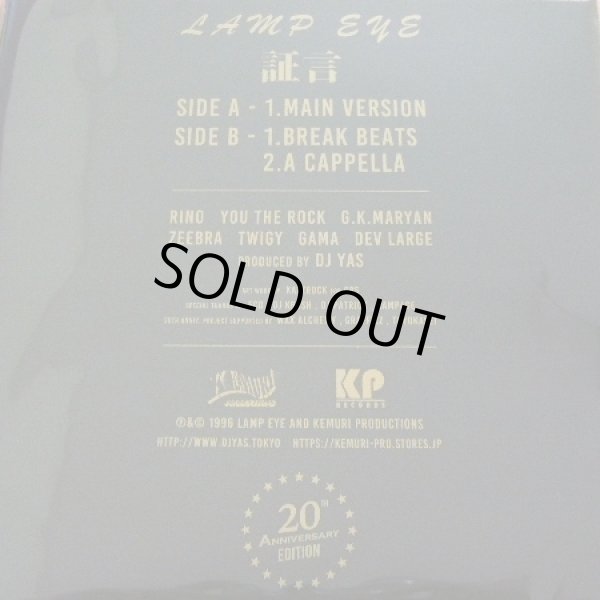 LAMP EYE
証言
SIDE A - 1.MAIN VERSION
SIDE B - 1.BREAK BEATS
2.A CAPPELLA
RINO YOU THE ROCK G.K.MARYAN
ZEEBRA TWIGY GAMA DEV LARGE
PRODUCED BY DJ YAS
SOLD OUT
KP
RECORDS
℗&© 1996 LAMP EYE AND KEMURI PRODUCTIONS
HTTP://WWW.DJYAS.TOKYO HTTPS://KEMURI-PRO.STORES.JP
20TH
ANNIVERSARY
EDITION